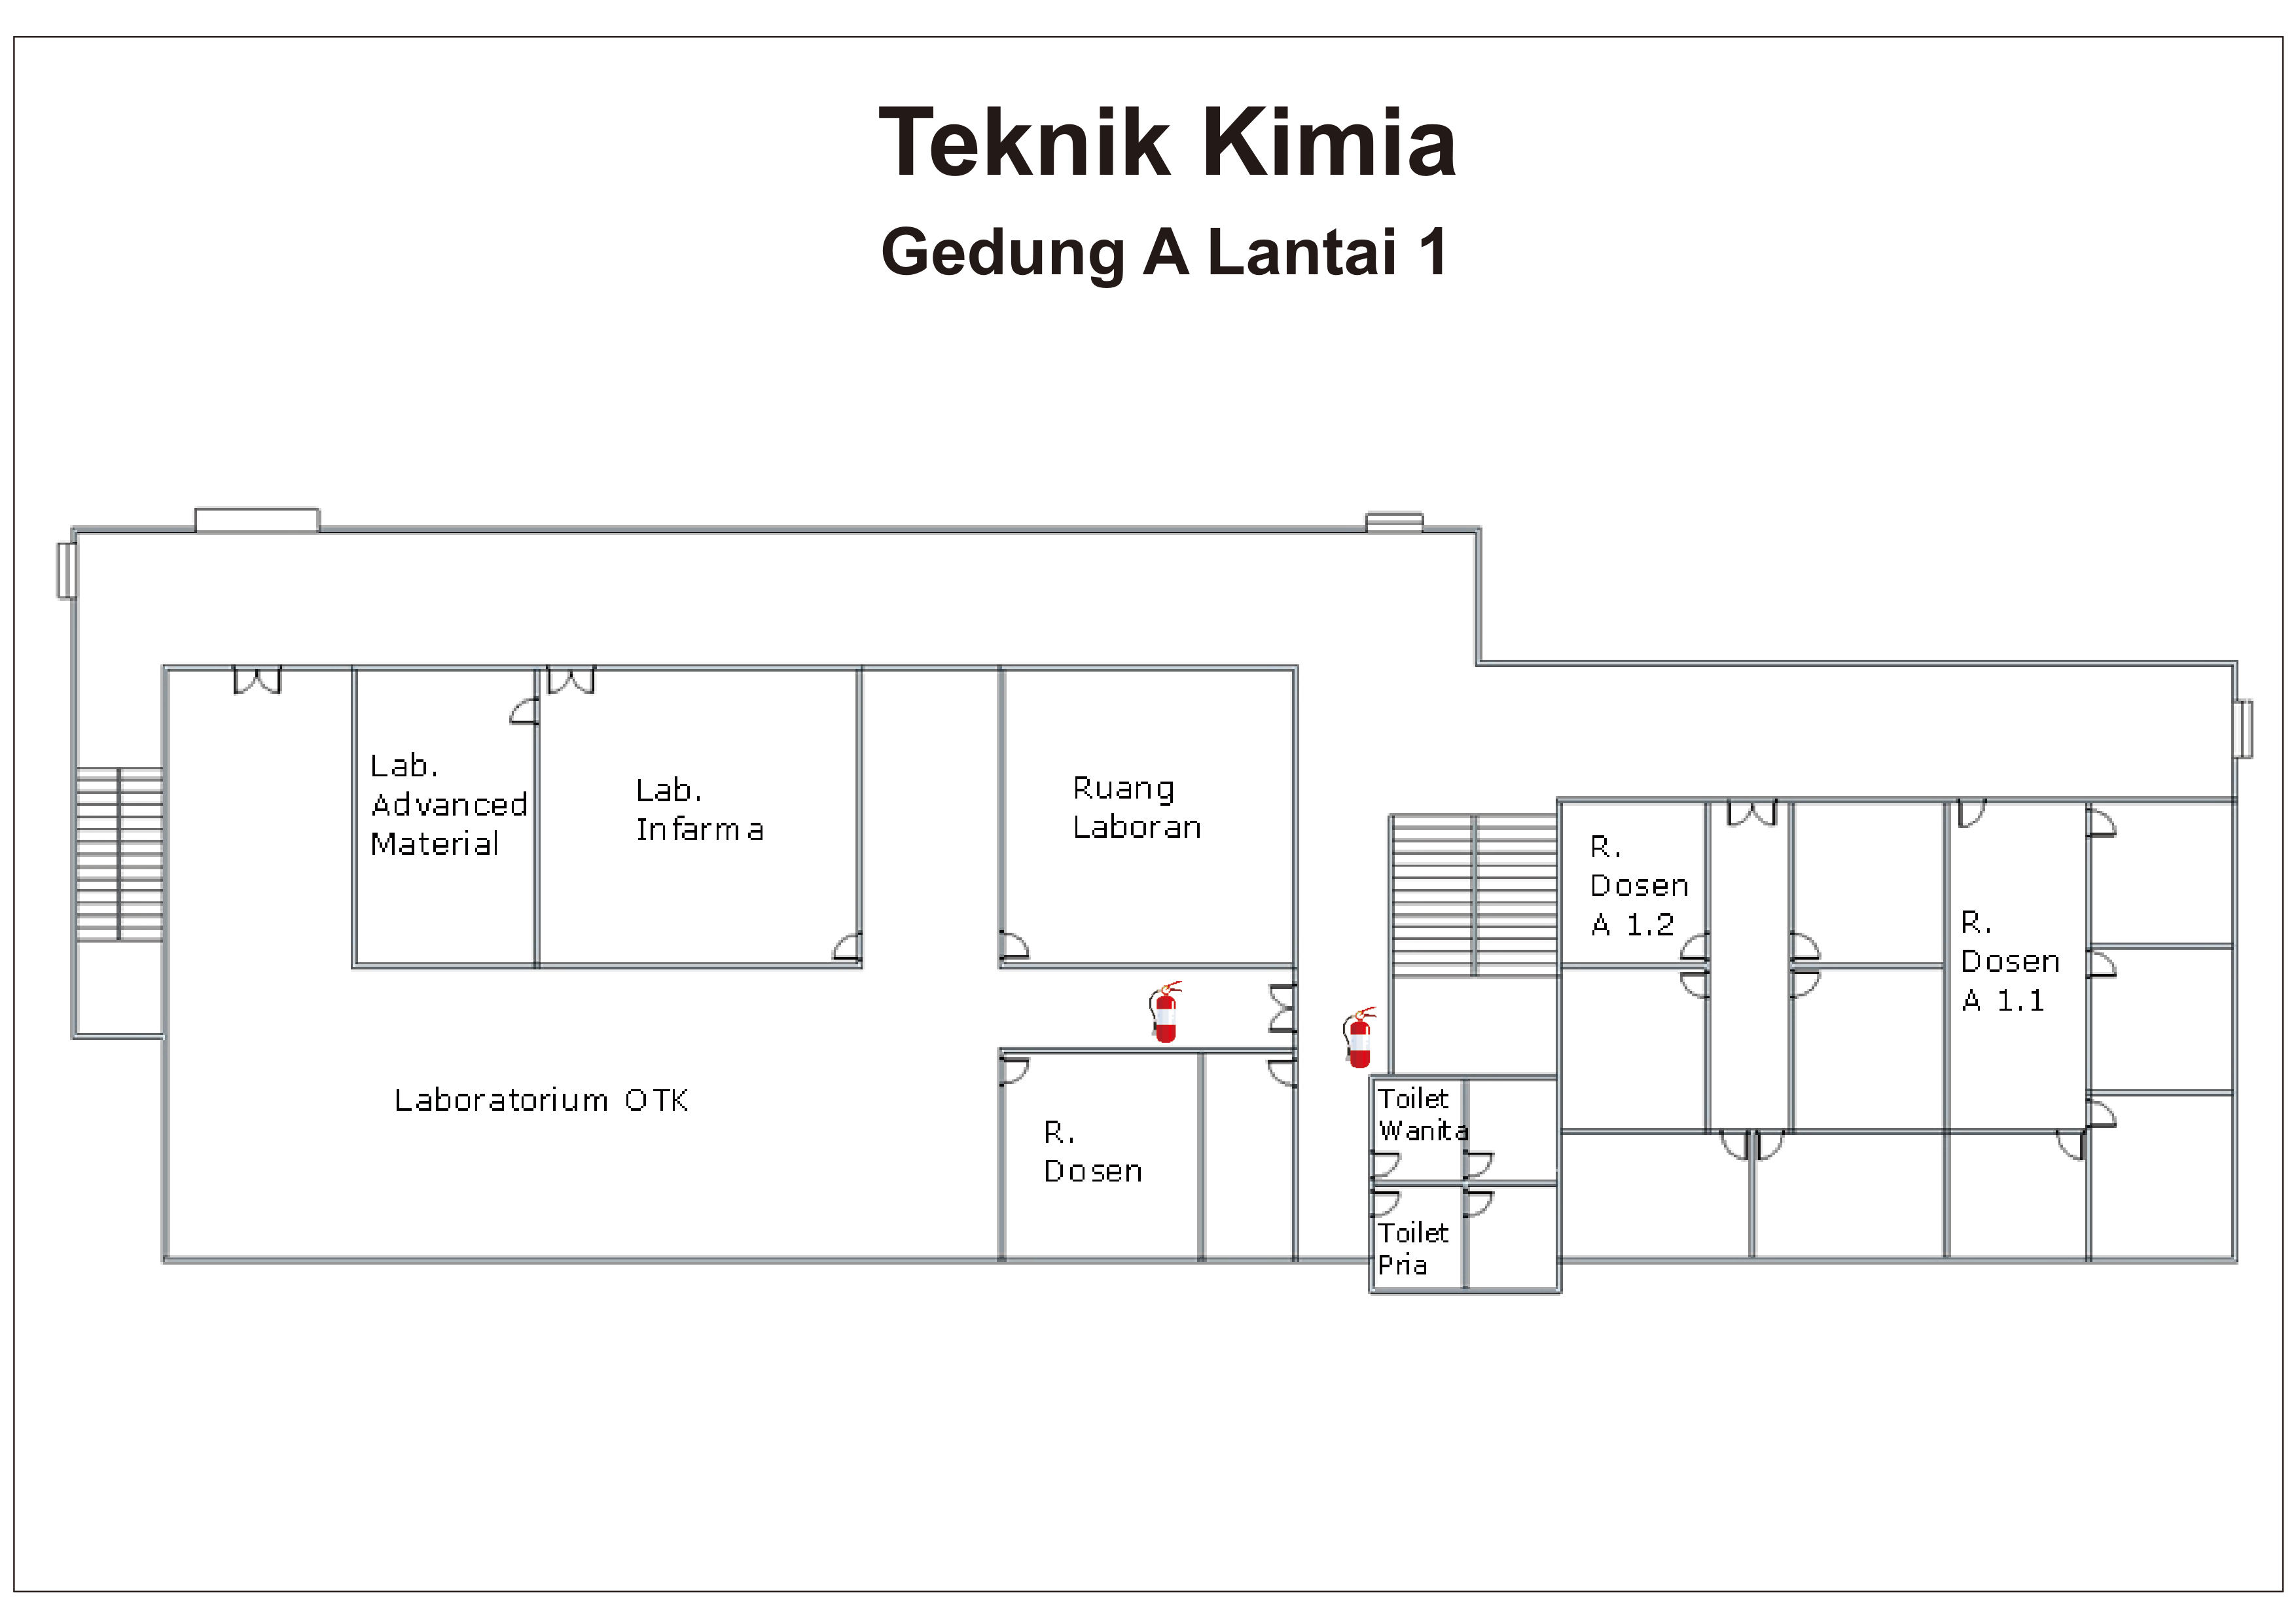 Teknik Kimia
Gedung A Lantai 1
Lab.
Advanced
Material
Lab.
Infarma
Ruang
Laboran
R.
Dosen
A 1.2
R.
Dosen
A 1.1
Laboratorium OTK
R.
Dosen
Toilet
Wanita
Toilet
Pria